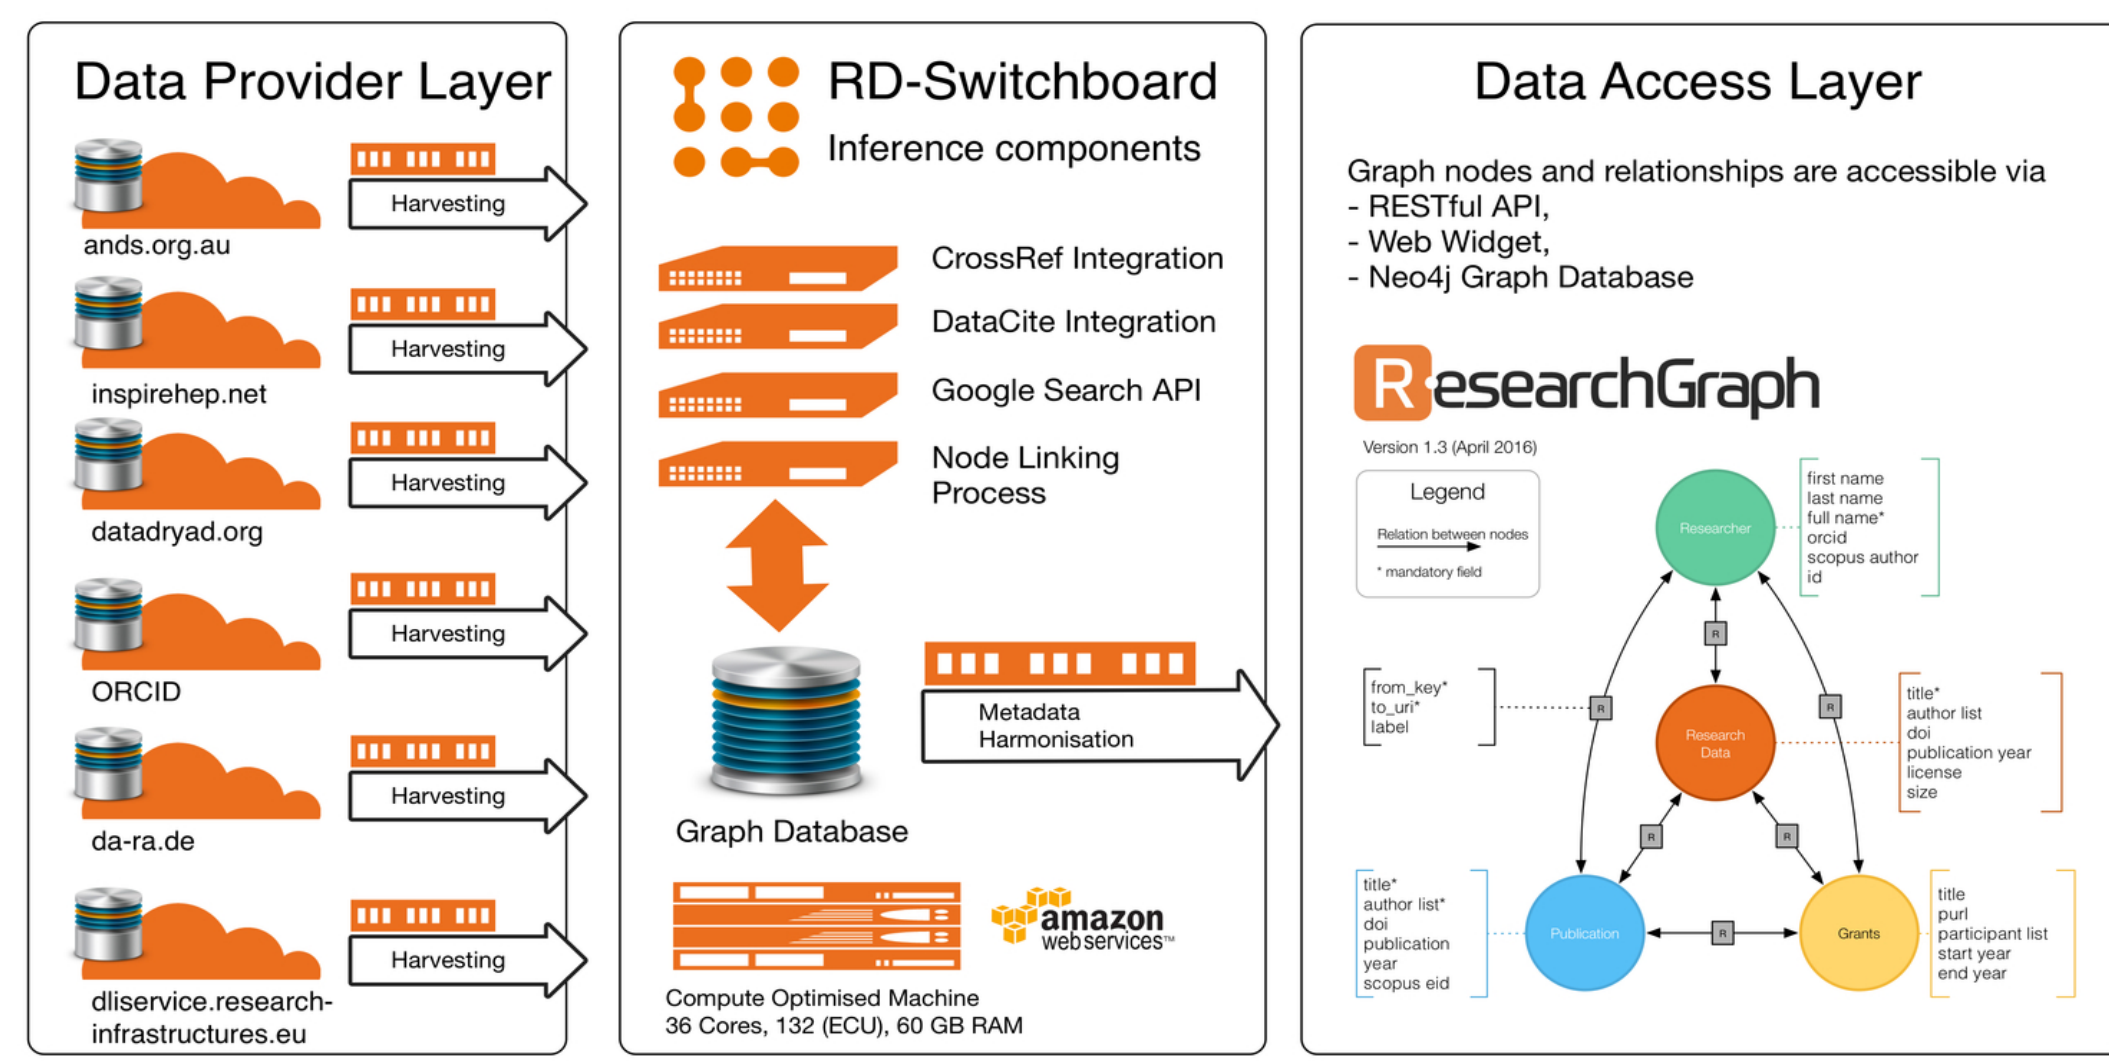 Data Provider Layer
ands.org.au
Harvesting
inspirehep.net
Harvesting
datadryad.org
Harvesting
ORCID
Harvesting
da-ra.de
Harvesting
dliservice.research-
infrastructures.eu
Harvesting
RD-Switchboard
Inference components
CrossRef Integration
DataCite Integration
Google Search API
Node Linking
Process
Metadata
Harmonisation
Graph Database
amazon
webservices™
Compute Optimised Machine
36 Cores, 132 (ECU), 60 GB RAM
Data Access Layer
Graph nodes and relationships are accessible via
- RESTful API,
- Web Widget,
- Neo4j Graph Database
ResearchGraph
Version 1.3 (April 2016)
Legend
Relation between nodes
* mandatory field
Researcher
first name
last name
full name*
orcid
scopus author
id
R
from_key*
to_uri*
label
R
R
Research
Data
title*
author list
doi
publication year
license
size
R
R
title*
author list*
doi
publication
year
scopus eid
Publication
R
Grants
title
purl
participant list
start year
end year